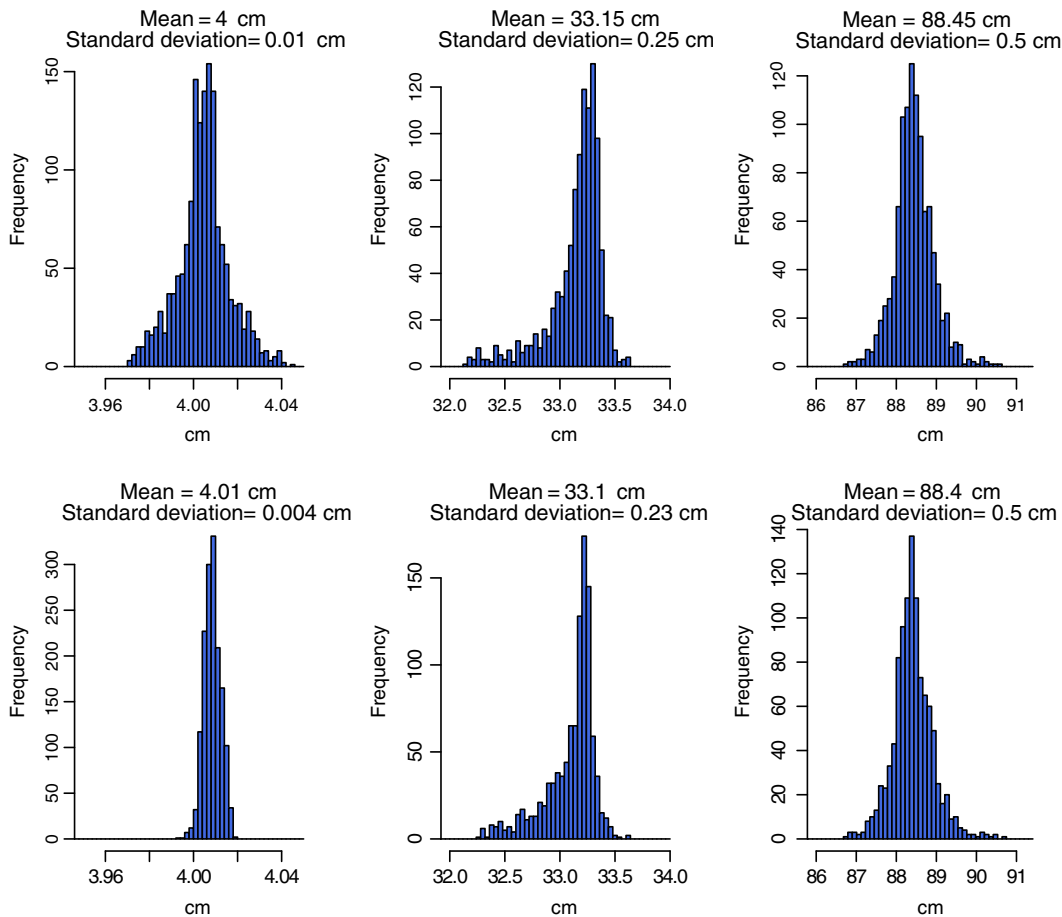 Mean = 4 cm
Standard deviation= 0.01 cm
Frequency
0
50
100
150
3.96
4.00
4.04
cm
Mean = 33.15 cm
Standard deviation= 0.25 cm
Frequency
0
20
40
60
80
100
120
32.0
32.5
33.0
33.5
34.0
cm
Mean = 88.45 cm
Standard deviation= 0.5 cm
Frequency
0
20
40
60
80
100
120
86
87
88
89
90
91
cm
Mean = 4.01 cm
Standard deviation= 0.004 cm
Frequency
0
50
100
150
200
250
300
3.96
4.00
4.04
cm
Mean = 33.1 cm
Standard deviation= 0.23 cm
Frequency
0
50
100
150
32.0
32.5
33.0
33.5
34.0
cm
Mean = 88.4 cm
Standard deviation= 0.5 cm
Frequency
0
20
40
60
80
100
120
140
86
87
88
89
90
91
cm